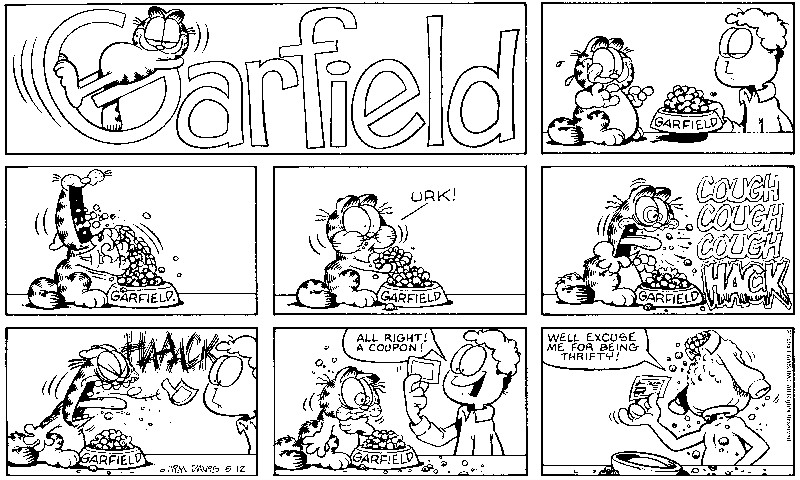 Garfield
GARFIELD
GARFIELD
URK!
GARFIELD
COUGH
COUGH
COUGH
HACK
GARFIELD
HAACK
GARFIELD
JIM DAVIS 5-12
ALL RIGHT!
A COUPON!
GARFIELD
WELL EXCUSE
ME FOR BEING
THRIFTY!